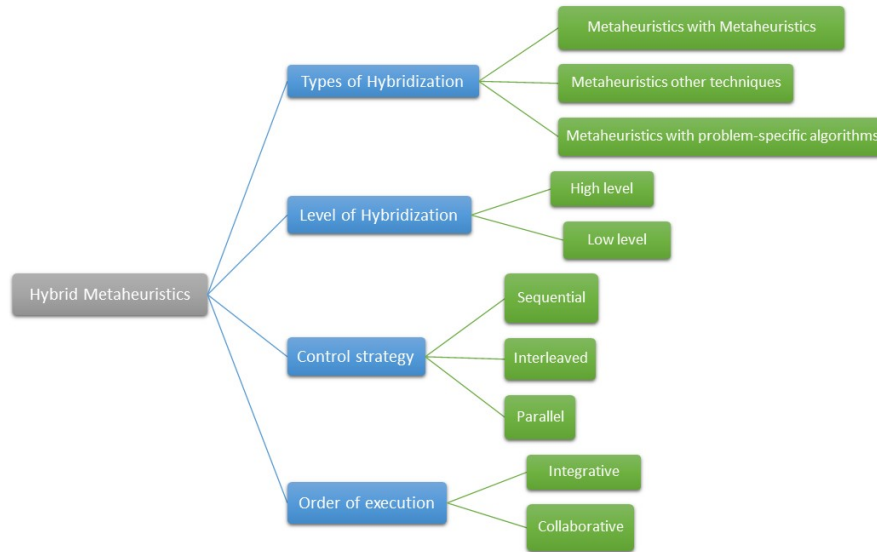 Hybrid Metaheuristics
Types of Hybridization
Metaheuristics with Metaheuristics
Metaheuristics other techniques
Metaheuristics with problem-specific algorithms
Level of Hybridization
High level
Low level
Control strategy
Sequential
Interleaved
Parallel
Order of execution
Integrative
Collaborative